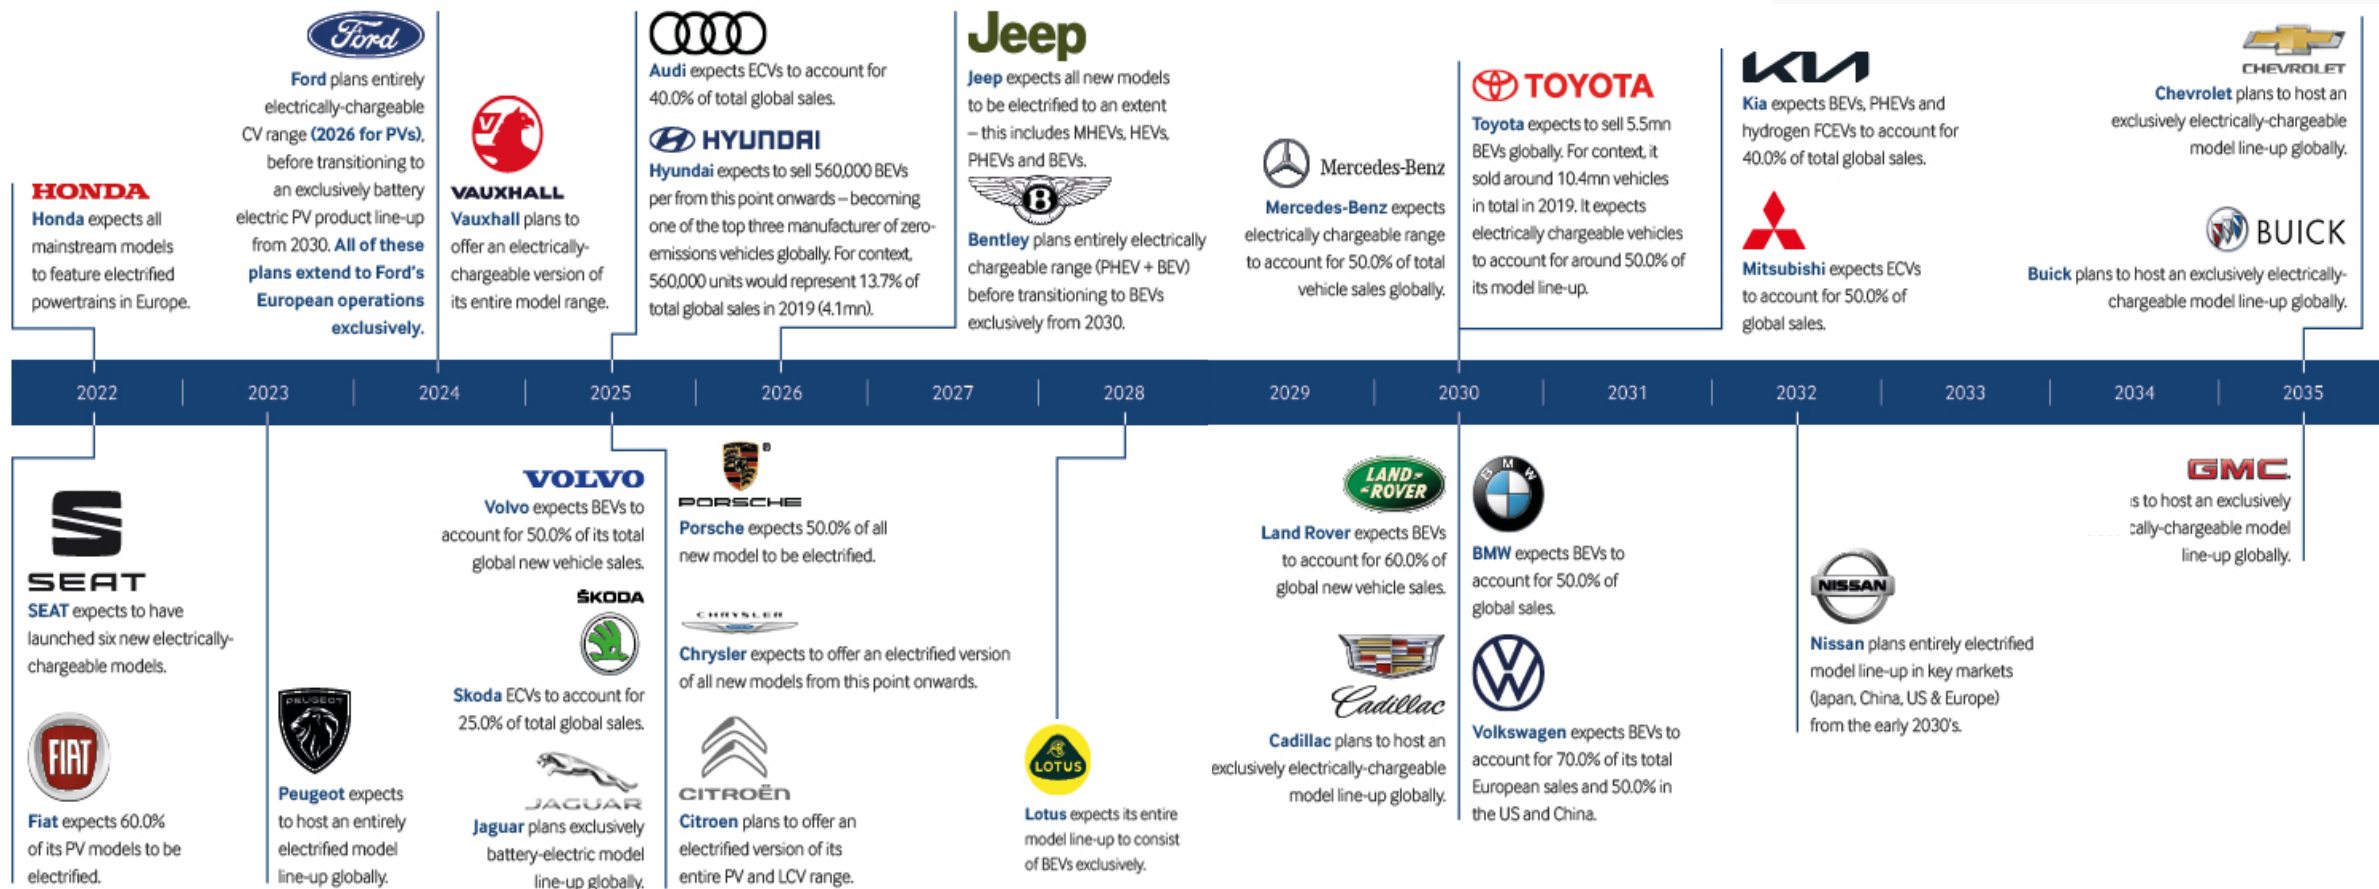 HONDA
Honda expects all
mainstream models
to feature electrified
powertrains in Europe.
Ford
Ford plans entirely
electrically-chargeable
CV range (2026 for PVs),
before transitioning to
an exclusively battery
electric PV product line-up
from 2030. All of these
plans extend to Ford's
European operations
exclusively.
VAUXHALL
Vauxhall plans to
offer an electrically-
chargeable version of
its entire model range.
Audi expects ECVs to account for
40.0% of total global sales.
HYUNDAI
Hyundai expects to sell 560,000 BEVs
per from this point onwards – becoming
one of the top three manufacturer of zero-
emissions vehicles globally. For context,
560,000 units would represent 13.7% of
total global sales in 2019 (4.1mn).
Jeep
Jeep expects all new models
to be electrified to an extent
– this includes MHEVs, HEVs,
PHEVs and BEVs.
B
Bentley plans entirely electrically
chargeable range (PHEV + BEV)
before transitioning to BEVs
exclusively from 2030.
Mercedes-Benz
Mercedes-Benz expects
electrically chargeable range
to account for 50.0% of total
vehicle sales globally.
TOYOTA
Toyota expects to sell 5.5mn
BEVs globally. For context, it
sold around 10.4mn vehicles
in total in 2019. It expects
electrically chargeable vehicles
to account for around 50.0% of
its model line-up.
KIA
Kia expects BEVs, PHEVs and
hydrogen FCEVs to account for
40.0% of total global sales.
Mitsubishi expects ECVs
to account for 50.0% of
global sales.
CHEVROLET
Chevrolet plans to host an
exclusively electrically-chargeable
model line-up globally.
BUICK
Buick plans to host an exclusively electrically-
chargeable model line-up globally.
2022 2023 2024 2025 2026 2027 2028 2029 2030 2031 2032 2033 2034 2035
SEAT
SEAT expects to have
launched six new electrically-
chargeable models.
FIAT
Fiat expects 60.0%
of its PV models to be
electrified.
PEUGEOT
Peugeot expects
to host an entirely
electrified model
line-up globally.
VOLVO
Volvo expects BEVs to
account for 50.0% of its total
global new vehicle sales.
ŠKODA
Skoda ECVs to account for
25.0% of total global sales.
JAGUAR
Jaguar plans exclusively
battery-electric model
line-up globally.
PORSCHE
Porsche expects 50.0% of all
new model to be electrified.
CHRYSLER
Chrysler expects to offer an electrified version
of all new models from this point onwards.
CITROËN
Citroen plans to offer an
electrified version of its
entire PV and LCV range.
LOTUS
Lotus expects its entire
model line-up to consist
of BEVs exclusively.
LAND-
-ROVER
Land Rover expects BEVs
to account for 60.0% of
global new vehicle sales.
Cadillac
Cadillac plans to host an
exclusively electrically-chargeable
model line-up globally.
BMW
BMW expects BEVs to
account for 50.0% of
global sales.
Volkswagen expects BEVs to
account for 70.0% of its total
European sales and 50.0% in
the US and China.
NISSAN
Nissan plans entirely electrified
model line-up in key markets
(Japan, China, US & Europe)
from the early 2030's.
GMC
s to host an exclusively
cally-chargeable model
line-up globally.